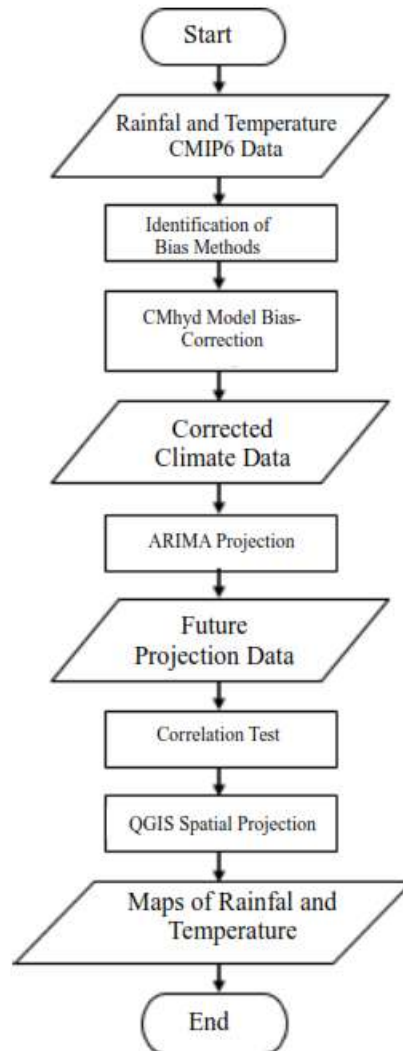 Start
Rainfal and Temperature
CMIP6 Data
Identification of
Bias Methods
CMhyd Model Bias-
Correction
Corrected
Climate Data
ARIMA Projection
Future
Projection Data
Correlation Test
QGIS Spatial Projection
Maps of Rainfal and
Temperature
End